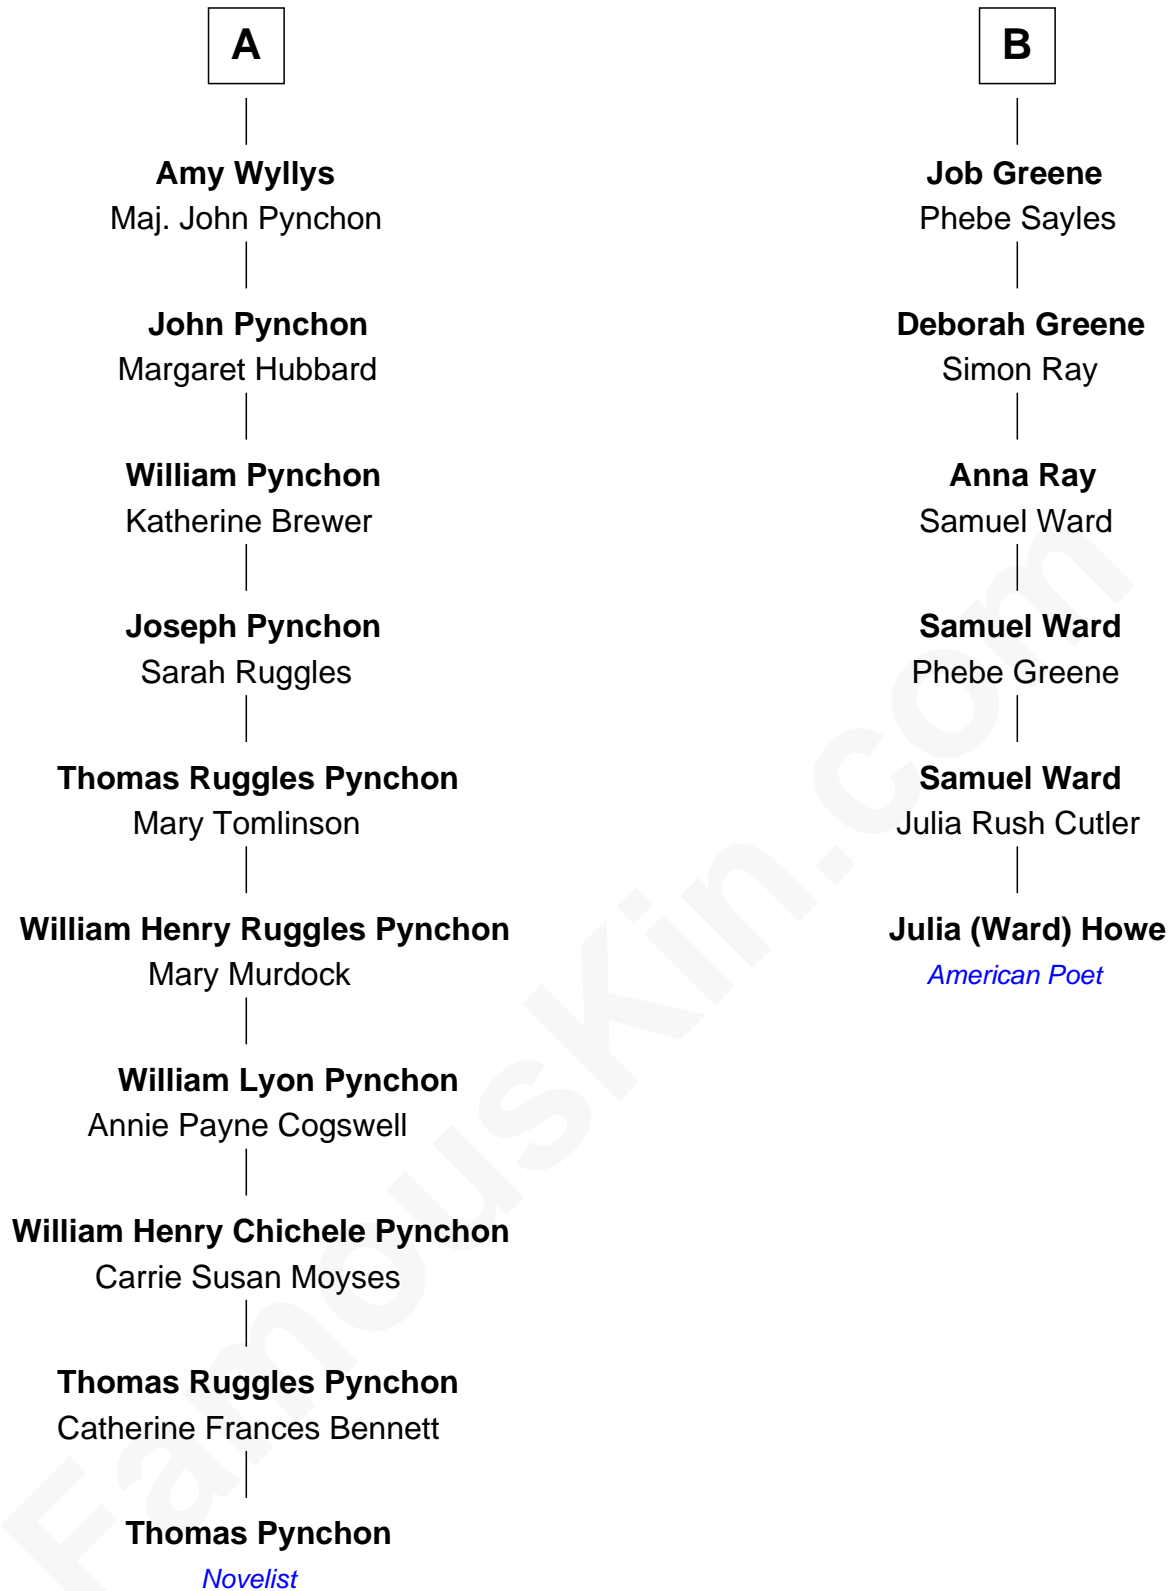 A
Amy Wyllys
Maj. John Pynchon
John Pynchon
Margaret Hubbard
William Pynchon
Katherine Brewer
Joseph Pynchon
Sarah Ruggles
Thomas Ruggles Pynchon
Mary Tomlinson
William Henry Ruggles Pynchon
Mary Murdock
William Lyon Pynchon
Annie Payne Cogswell
William Henry Chichele Pynchon
Carrie Susan Moyses
Thomas Ruggles Pynchon
Catherine Frances Bennett
Thomas Pynchon
Novelist
B
Job Greene
Phebe Sayles
Deborah Greene
Simon Ray
Anna Ray
Samuel Ward
Samuel Ward
Phebe Greene
Samuel Ward
Julia Rush Cutler
Julia (Ward) Howe
American Poet
FamousKin.com